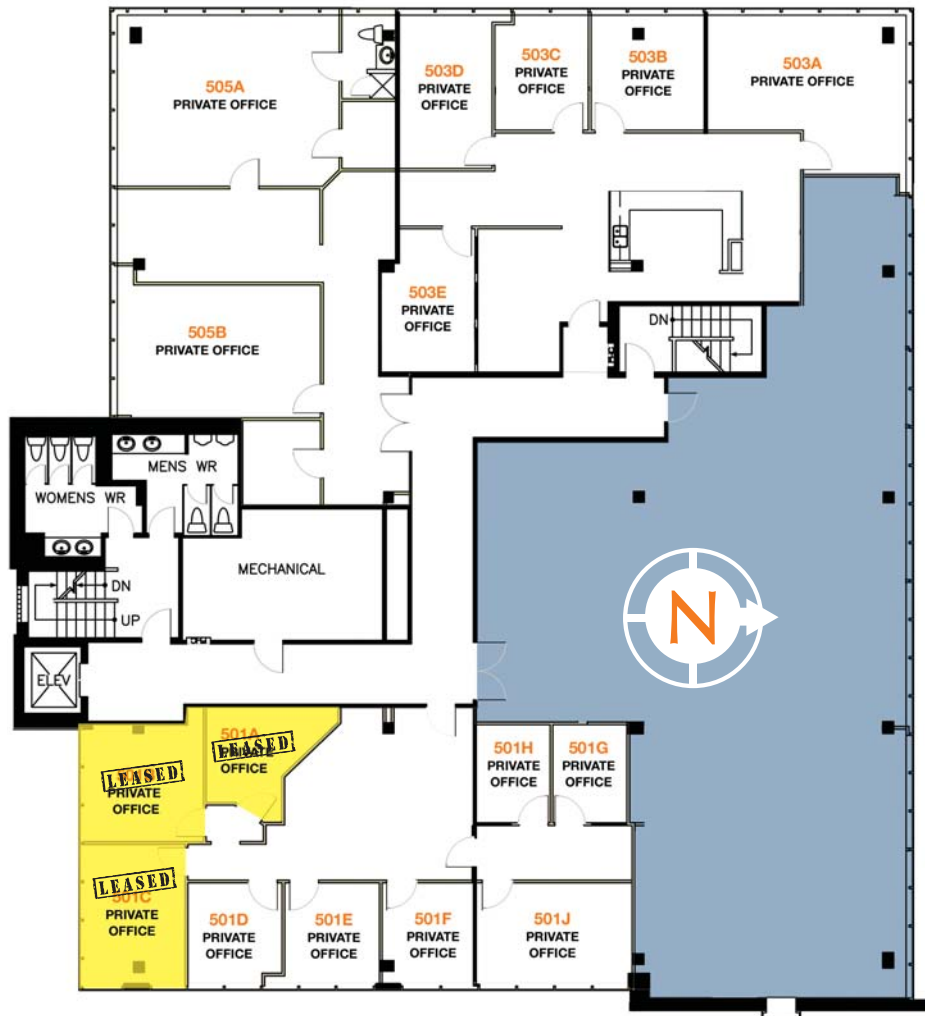 505A
PRIVATE OFFICE
503D
PRIVATE
OFFICE
503C
PRIVATE
OFFICE
503B
PRIVATE
OFFICE
503A
PRIVATE OFFICE
503E
PRIVATE
OFFICE
505B
PRIVATE OFFICE
DN
MENS WR
WOMENS WR
MECHANICAL
DN
UP
ELEV
N
LEASED
PRIVATE
OFFICE
501A
LEASED
PRIVATE
OFFICE
501H
PRIVATE
OFFICE
501G
PRIVATE
OFFICE
LEASED
501C
PRIVATE
OFFICE
501D
PRIVATE
OFFICE
501E
PRIVATE
OFFICE
501F
PRIVATE
OFFICE
501J
PRIVATE
OFFICE